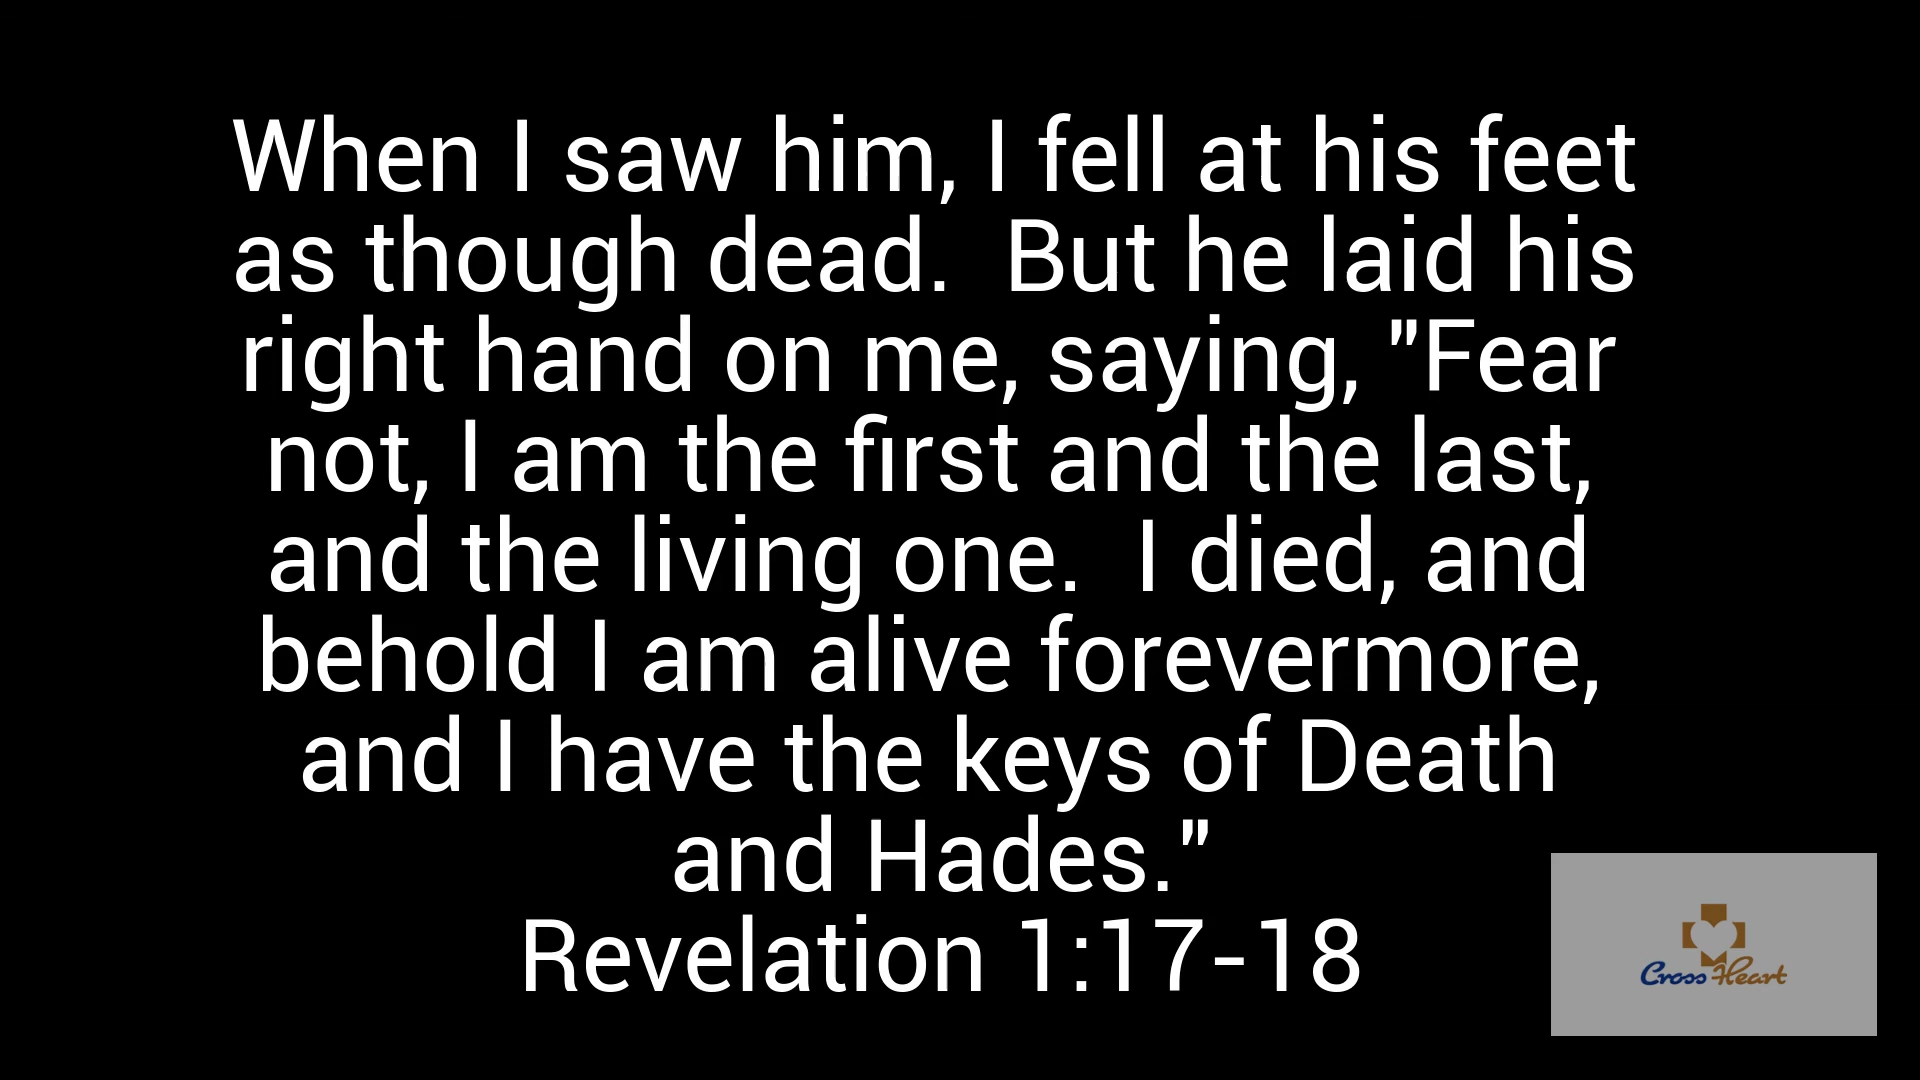 When I saw him, I fell at his feet
as though dead.  But he laid his
right hand on me, saying, "Fear
not, I am the first and the last,
and the living one.  I died, and
behold I am alive forevermore,
and I have the keys of Death
and Hades."
Revelation 1:17-18
Cross Heart